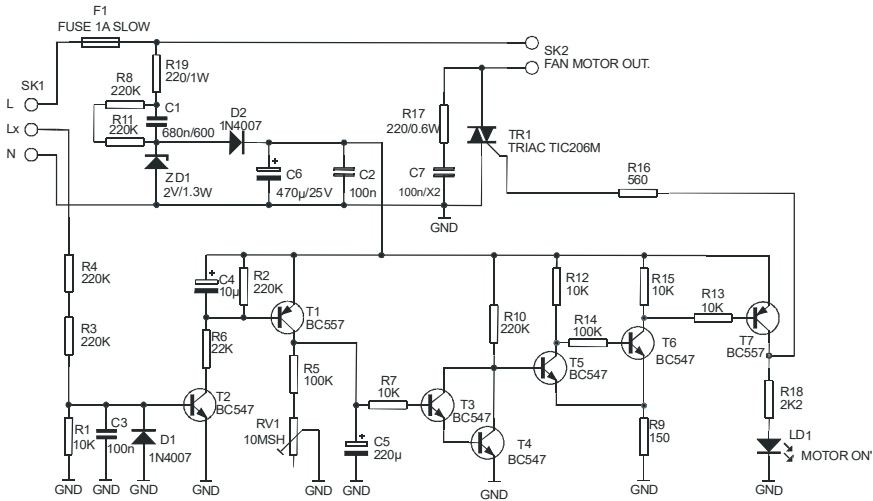 F1
FUSE 1A SLOW
SK1
L
Lx
N
R8
220K
R11
220K
R19
220/1W
C1
680n/600
D2
1N4007
ZD1
2V/1.3W
+
C6
470µ/25V
C2
100n
R17
220/0.6W
C7
100n/X2
GND
SK2
FAN MOTOR OUT.
TR1
TRIAC TIC206M
R16
560
R4
220K
R3
220K
R1
10K
C3
100n
D1
1N4007
+
C4
10µ
R2
220K
R6
22K
T2
BC547
T1
BC557
R5
100K
RV1
10MSH
+
C5
220µ
R7
10K
T3
BC547
T4
BC547
R10
220K
R12
10K
T5
BC547
R14
100K
R15
10K
T6
BC547
R9
150
R13
10K
T7
BC557
R18
2K2
LD1
MOTOR ON'
GND
GND
GND
GND
GND
GND
GND
GND
GND